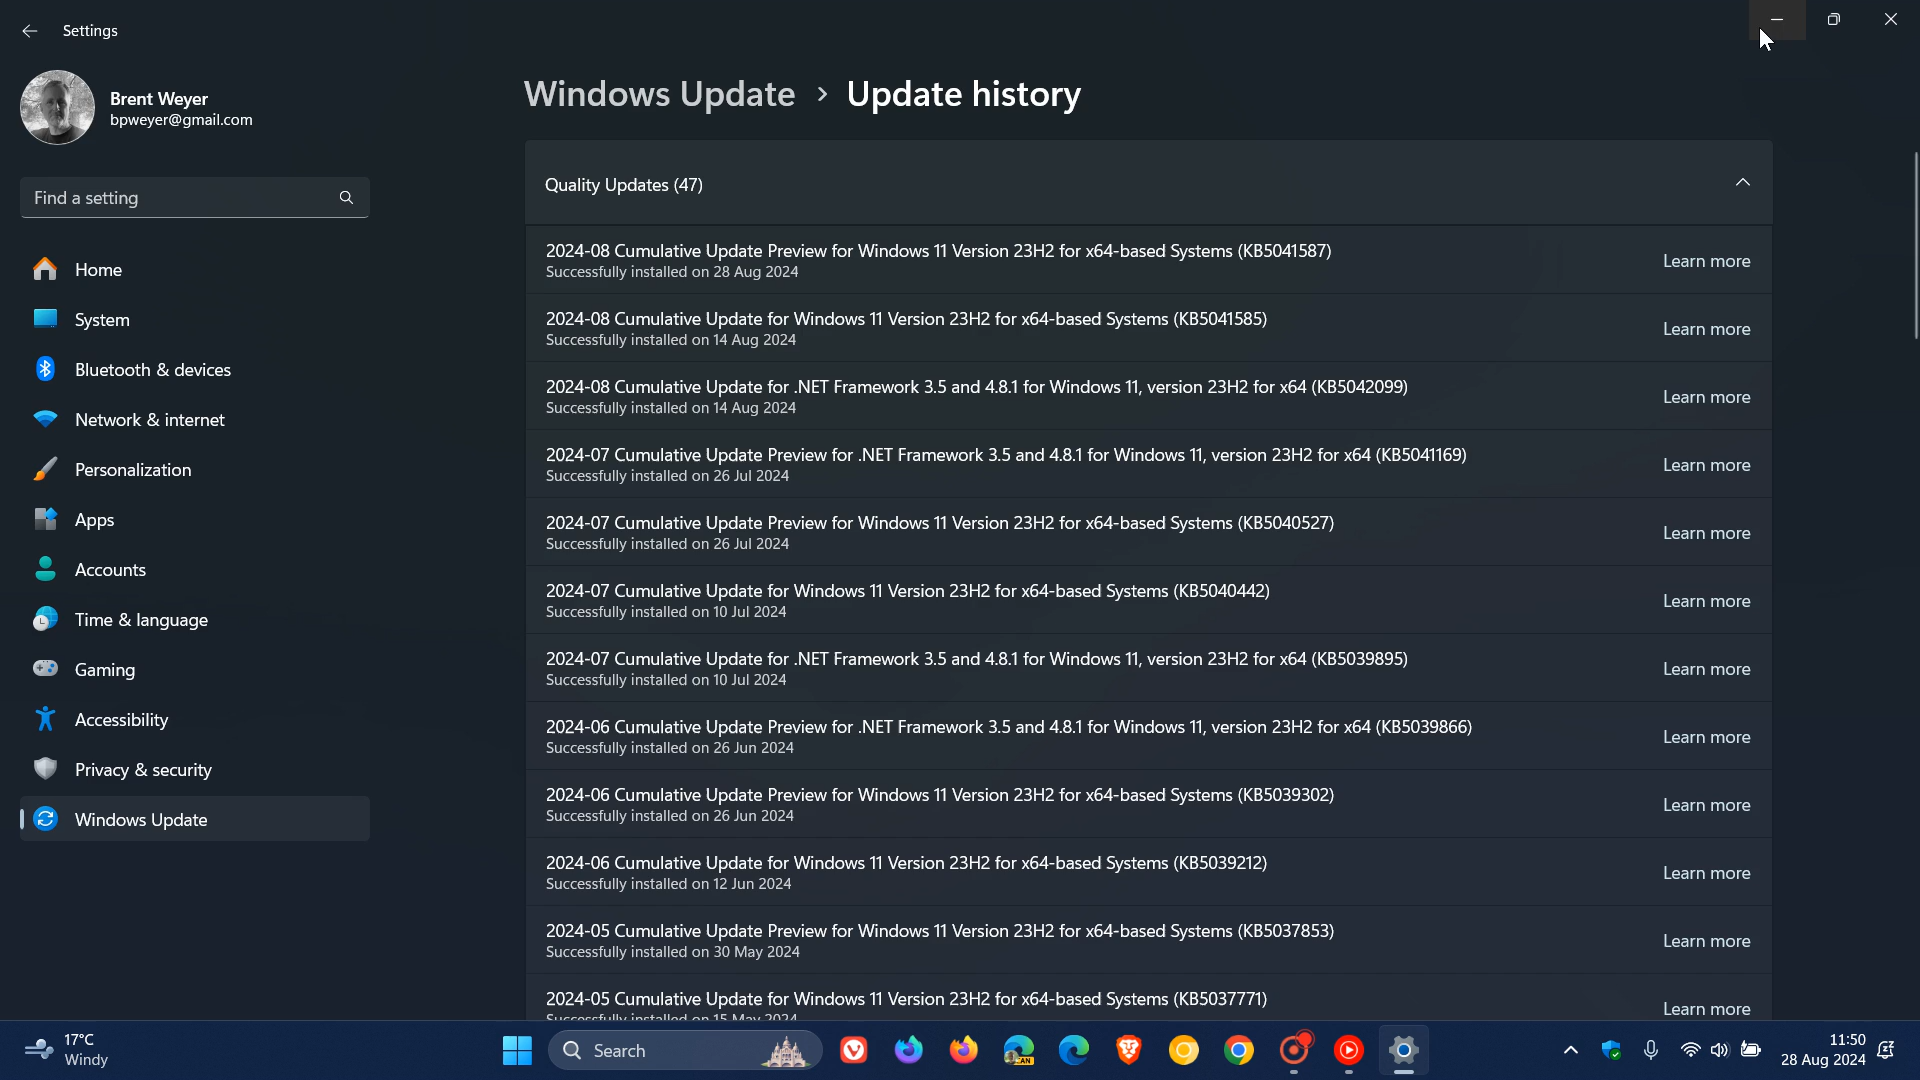 Settings
Brent Weyer
bpweyer@gmail.com
Find a setting
Home
System
Bluetooth & devices
Network & internet
Personalization
Apps
Accounts
Time & language
Gaming
Accessibility
Privacy & security
Windows Update
Windows Update > Update history
Quality Updates (47)
2024-08 Cumulative Update Preview for Windows 11 Version 23H2 for x64-based Systems (KB5041587)
Successfully installed on 28 Aug 2024
Learn more
2024-08 Cumulative Update for Windows 11 Version 23H2 for x64-based Systems (KB5041585)
Successfully installed on 14 Aug 2024
Learn more
2024-08 Cumulative Update for .NET Framework 3.5 and 4.8.1 for Windows 11, version 23H2 for x64 (KB5042099)
Successfully installed on 14 Aug 2024
Learn more
2024-07 Cumulative Update Preview for .NET Framework 3.5 and 4.8.1 for Windows 11, version 23H2 for x64 (KB5041169)
Successfully installed on 26 Jul 2024
Learn more
2024-07 Cumulative Update Preview for Windows 11 Version 23H2 for x64-based Systems (KB5040527)
Successfully installed on 26 Jul 2024
Learn more
2024-07 Cumulative Update for Windows 11 Version 23H2 for x64-based Systems (KB5040442)
Successfully installed on 10 Jul 2024
Learn more
2024-07 Cumulative Update for .NET Framework 3.5 and 4.8.1 for Windows 11, version 23H2 for x64 (KB5039895)
Successfully installed on 10 Jul 2024
Learn more
2024-06 Cumulative Update Preview for .NET Framework 3.5 and 4.8.1 for Windows 11, version 23H2 for x64 (KB5039866)
Successfully installed on 26 Jun 2024
Learn more
2024-06 Cumulative Update Preview for Windows 11 Version 23H2 for x64-based Systems (KB5039302)
Successfully installed on 26 Jun 2024
Learn more
2024-06 Cumulative Update for Windows 11 Version 23H2 for x64-based Systems (KB5039212)
Successfully installed on 12 Jun 2024
Learn more
2024-05 Cumulative Update Preview for Windows 11 Version 23H2 for x64-based Systems (KB5037853)
Successfully installed on 30 May 2024
Learn more
2024-05 Cumulative Update for Windows 11 Version 23H2 for x64-based Systems (KB5037771)
Successfully installed on 15 May 2024
Learn more
17°C
Windy
Search
CAN
11:50
28 Aug 2024